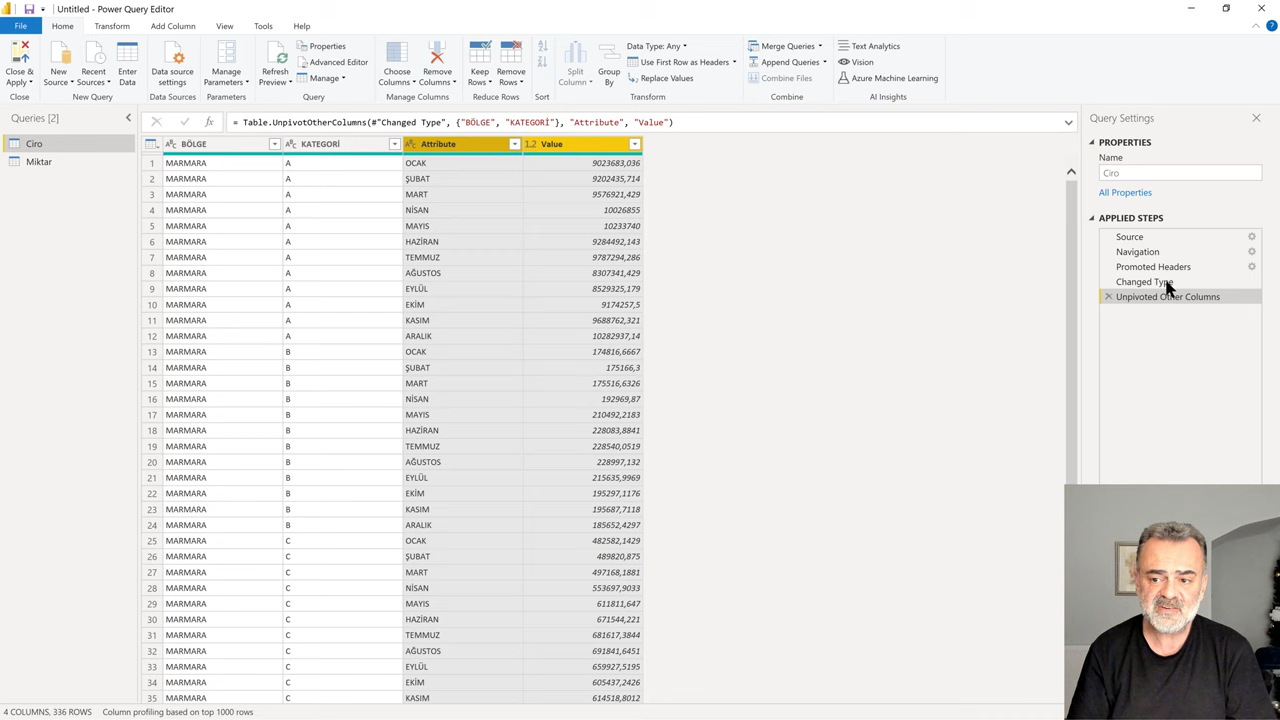 Untitled - Power Query Editor
File Home Transform Add Column View Tools Help
Close & Apply
New Source
Recent Sources
Enter Data
Data source settings
Manage Parameters
Refresh Preview
Properties
Advanced Editor
Manage
Choose Columns
Remove Columns
Keep Rows
Remove Rows
Split Column
Group By
Data Type: Any
Use First Row as Headers
Replace Values
Merge Queries
Append Queries
Combine Files
Text Analytics
Vision
Azure Machine Learning
Close New Query Data Sources Parameters Query Manage Columns Reduce Rows Sort Transform Combine AI Insights
Queries [2]
Ciro
Miktar
fx = Table.UnpivotOtherColumns(#"Changed Type", {"BÖLGE", "KATEGORİ"}, "Attribute", "Value")
BÖLGE KATEGORİ Attribute 1.2 Value
1 MARMARA A OCAK 9023683,036
2 MARMARA A ŞUBAT 9202435,714
3 MARMARA A MART 9576921,429
4 MARMARA A NİSAN 10026855
5 MARMARA A MAYIS 10233740
6 MARMARA A HAZİRAN 9284492,143
7 MARMARA A TEMMUZ 9787294,286
8 MARMARA A AĞUSTOS 8307341,429
9 MARMARA A EYLÜL 8529325,179
10 MARMARA A EKİM 9174257,5
11 MARMARA A KASIM 9688762,321
12 MARMARA A ARALIK 10282937,14
13 MARMARA B OCAK 174816,6667
14 MARMARA B ŞUBAT 175166,3
15 MARMARA B MART 175516,6326
16 MARMARA B NİSAN 192969,87
17 MARMARA B MAYIS 210492,2183
18 MARMARA B HAZİRAN 228083,8841
19 MARMARA B TEMMUZ 228540,0519
20 MARMARA B AĞUSTOS 228997,132
21 MARMARA B EYLÜL 215635,9969
22 MARMARA B EKİM 195297,1176
23 MARMARA B KASIM 195687,7118
24 MARMARA B ARALIK 185652,4297
25 MARMARA C OCAK 482582,1429
26 MARMARA C ŞUBAT 489820,875
27 MARMARA C MART 497168,1881
28 MARMARA C NİSAN 553697,9033
29 MARMARA C MAYIS 611811,647
30 MARMARA C HAZİRAN 671544,221
31 MARMARA C TEMMUZ 681617,3844
32 MARMARA C AĞUSTOS 691841,6451
33 MARMARA C EYLÜL 659927,5195
34 MARMARA C EKİM 605437,2426
35 MARMARA C KASIM 614518,8012
Query Settings
PROPERTIES
Name
Ciro
All Properties
APPLIED STEPS
Source
Navigation
Promoted Headers
Changed Type
Unpivoted Other Columns
4 COLUMNS, 336 ROWS Column profiling based on top 1000 rows